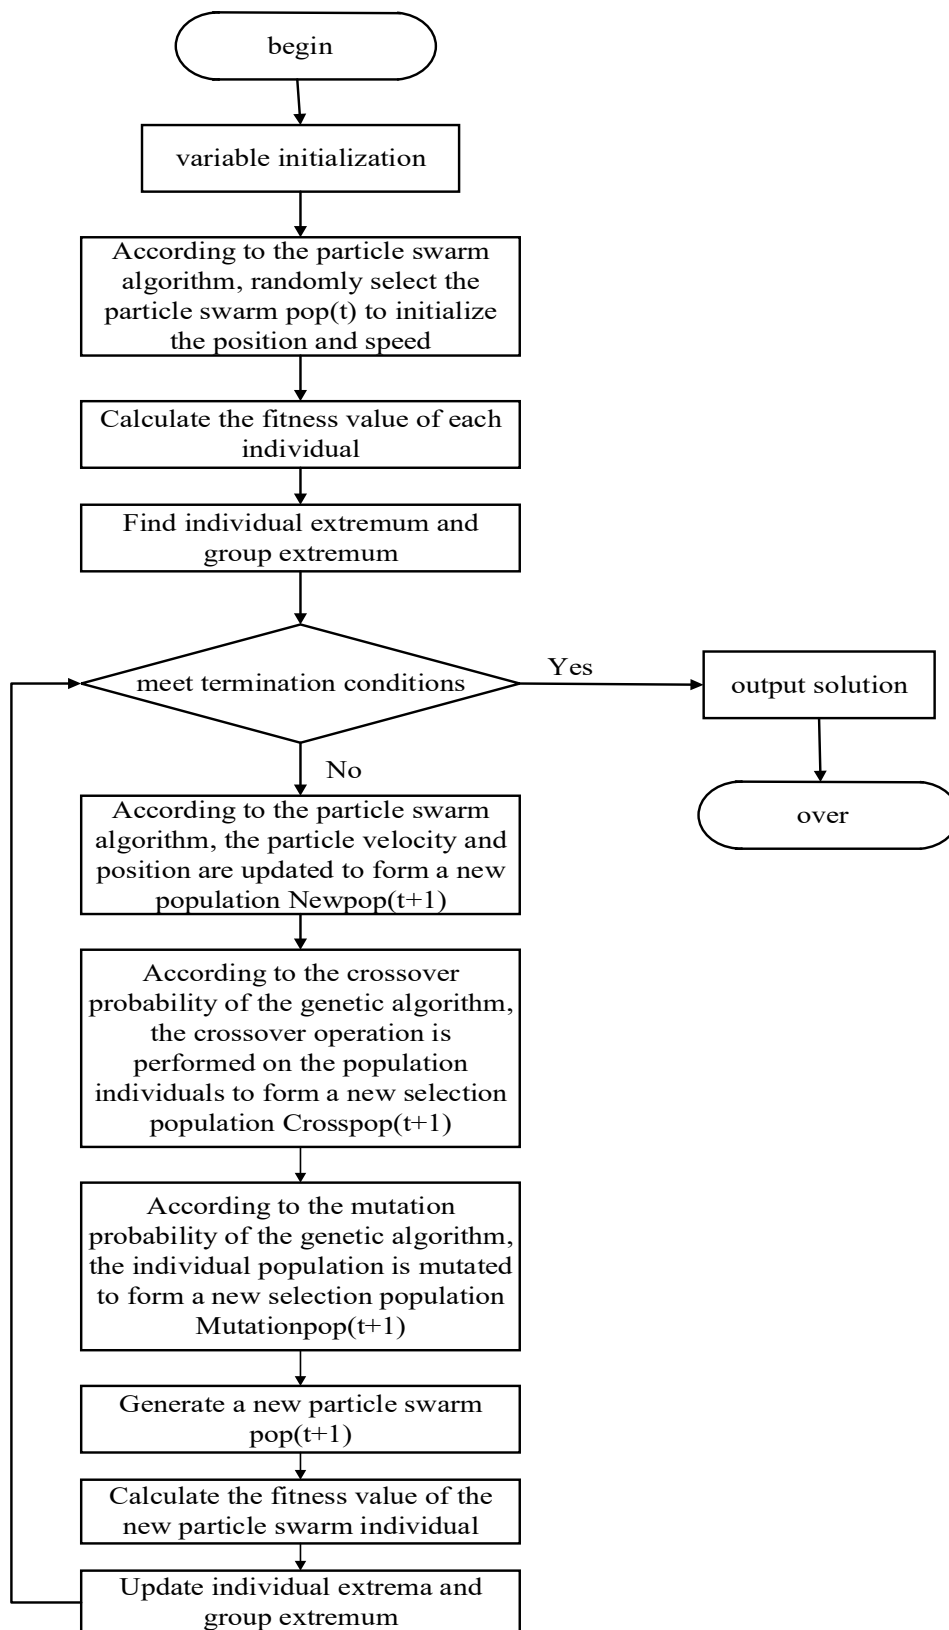 begin
variable initialization
According to the particle swarm
algorithm, randomly select the
particle swarm pop(t) to initialize
the position and speed
Calculate the fitness value of each
individual
Find individual extremum and
group extremum
meet termination conditions
Yes
output solution
over
No
According to the particle swarm
algorithm, the particle velocity and
position are updated to form a new
population Newpop(t+1)
According to the crossover
probability of the genetic algorithm,
the crossover operation is
performed on the population
individuals to form a new selection
population Crosspop(t+1)
According to the mutation
probability of the genetic algorithm,
the individual population is mutated
to form a new selection population
Mutationpop(t+1)
Generate a new particle swarm
pop(t+1)
Calculate the fitness value of the
new particle swarm individual
Update individual extrema and
group extremum